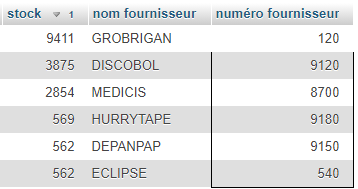 stock 1 nom fournisseur numéro fournisseur
9411 GROBRIGAN 120
3875 DISCOBOL 9120
2854 MEDICIS 8700
569 HURRYTAPE 9180
562 DEPANPAP 9150
562 ECLIPSE 540